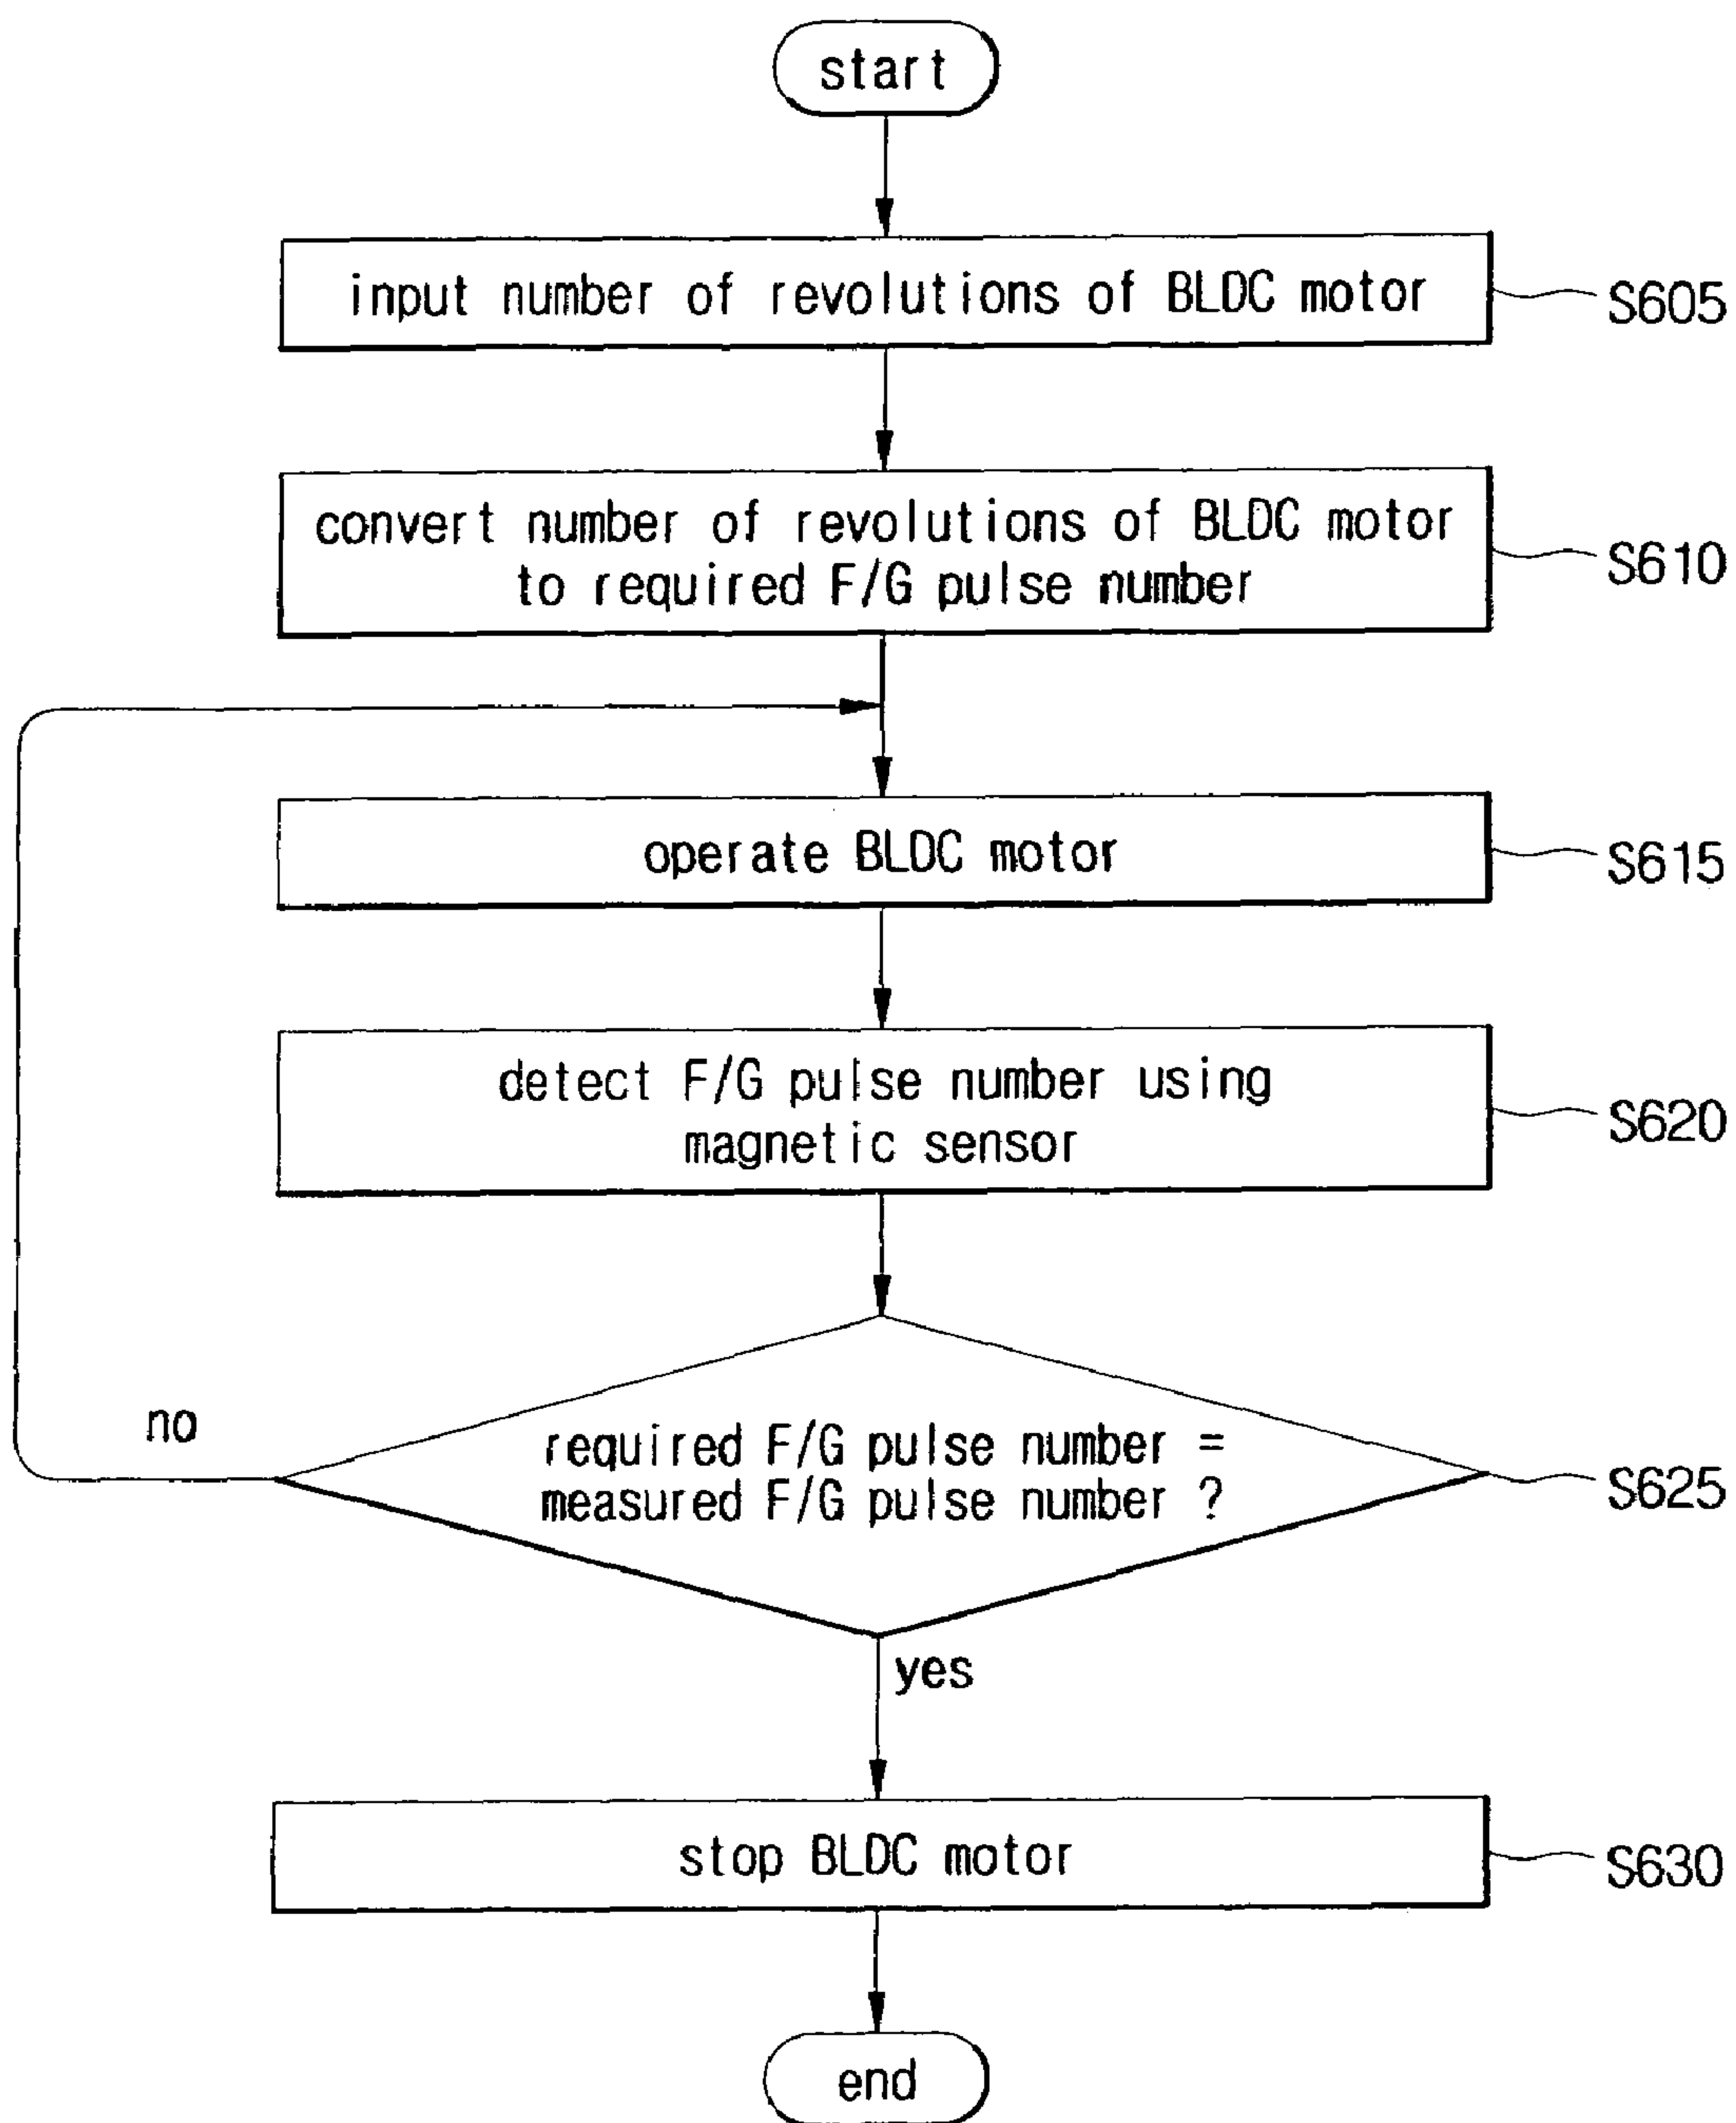 start
input number of revolutions of BLDC motor
S605
convert number of revolutions of BLDC motor
to required F/G pulse number
S610
operate BLDC motor
S615
detect F/G pulse number using
magnetic sensor
S620
no
required F/G pulse number =
measured F/G pulse number ?
S625
yes
stop BLDC motor
S630
end